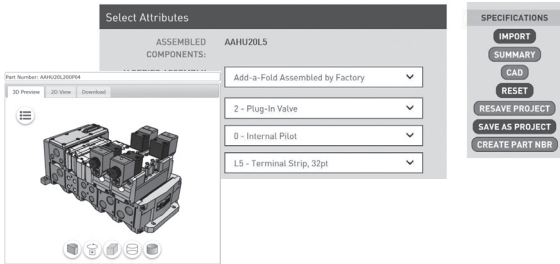 Select Attributes
ASSEMBLED
COMPONENTS:
AAHU20L5
Add-a-Fold Assembled by Factory
2 - Plug-In Valve
0 - Internal Pilot
L5 - Terminal Strip, 32pt
Part Number: AAHU20L200P04
3D Preview
2D View
Download
SPECIFICATIONS
IMPORT
SUMMARY
CAD
RESET
RESAVE PROJECT
SAVE AS PROJECT
CREATE PART NBR